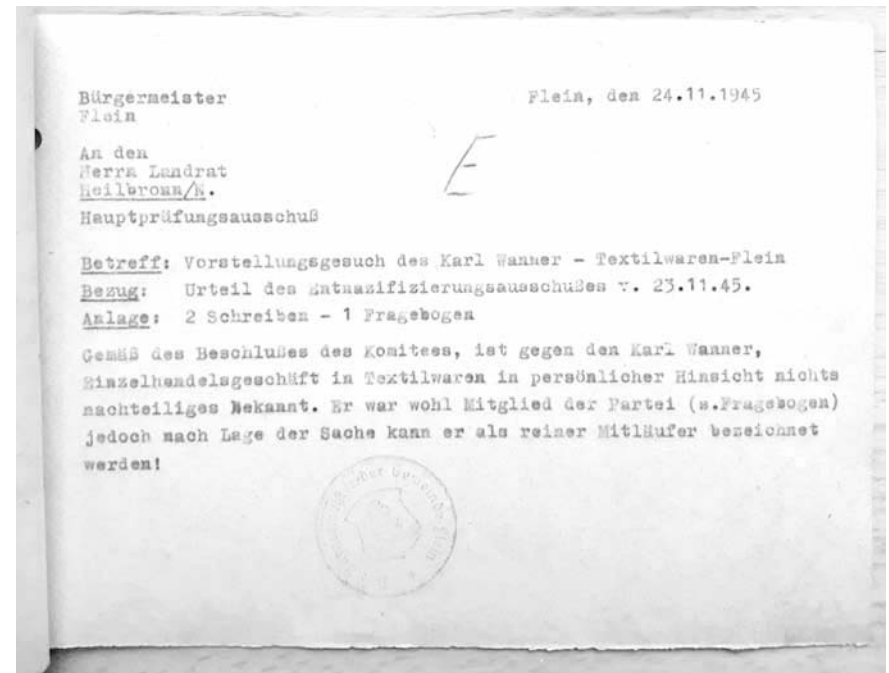 Bürgermeister
Flein
Flein, den 24.11.1945
An den
Herrn Landrat
Heilbronn/N.
Hauptprüfungsausschuß
E
Betreff: Vorstellungsgesuch des Karl Wanner - Textilwaren-Flein
Bezug: Urteil des Entnazifizierungsausschußes v. 23.11.45.
Anlage: 2 Schreiben - 1 Fragebogen
Gemäß des Beschlußes des Komitees, ist gegen den Karl Wanner,
Einzelhandelsgeschäft in Textilwaren in persönlicher Hinsicht nichts
nachteiliges Bekannt. Er war wohl Mitglied der Partei (s.Fragebogen)
jedoch nach Lage der Sache kann er als reiner Mitläufer bezeichnet
werden!
Gemeinde Flein